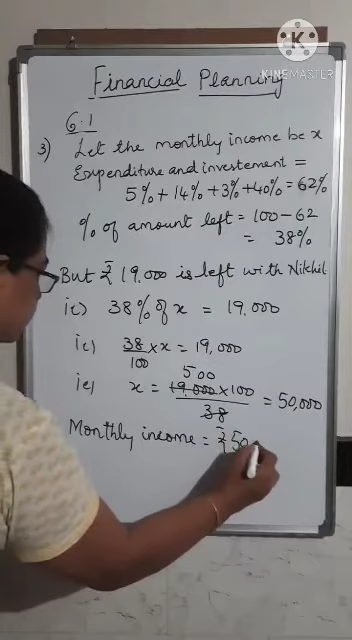 Financial Planning
K
KINEMASTER
6.1
3) Let the monthly income be x
Expenditure and investement =
5% + 14% + 3% + 40% = 62%
% of amount left = 100 - 62
= 38%
But ₹ 19,000 is left with Nikhil
ie) 38% of x = 19,000
ie) 38/100 × x = 19,000
500
ie) x = 19,000 × 100 / 38 = 50,000
Monthly income = ₹ 50